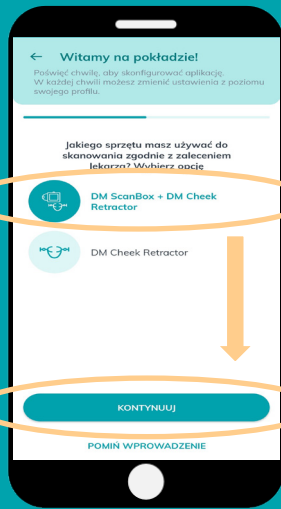 Witamy na pokładzie!
Poświęć chwilę, aby skonfigurować aplikację.
W każdej chwili możesz zmienić ustawienia z poziomu
swojego profilu.
Jakiego sprzętu masz używać do
skanowania zgodnie z zaleceniem
lekarza? Wybierz opcję
DM ScanBox + DM Cheek
Retractor
DM Cheek Retractor
KONTYNUUJ
POMIŃ WPROWADZENIE